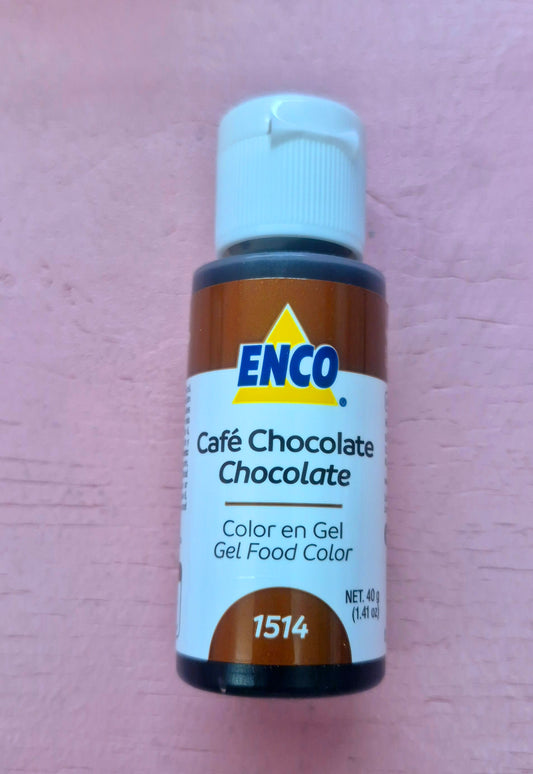 ENCO
Café Chocolate
Chocolate
Color en Gel
Gel Food Color
NET. 40 g
(1.41 oz)
1514